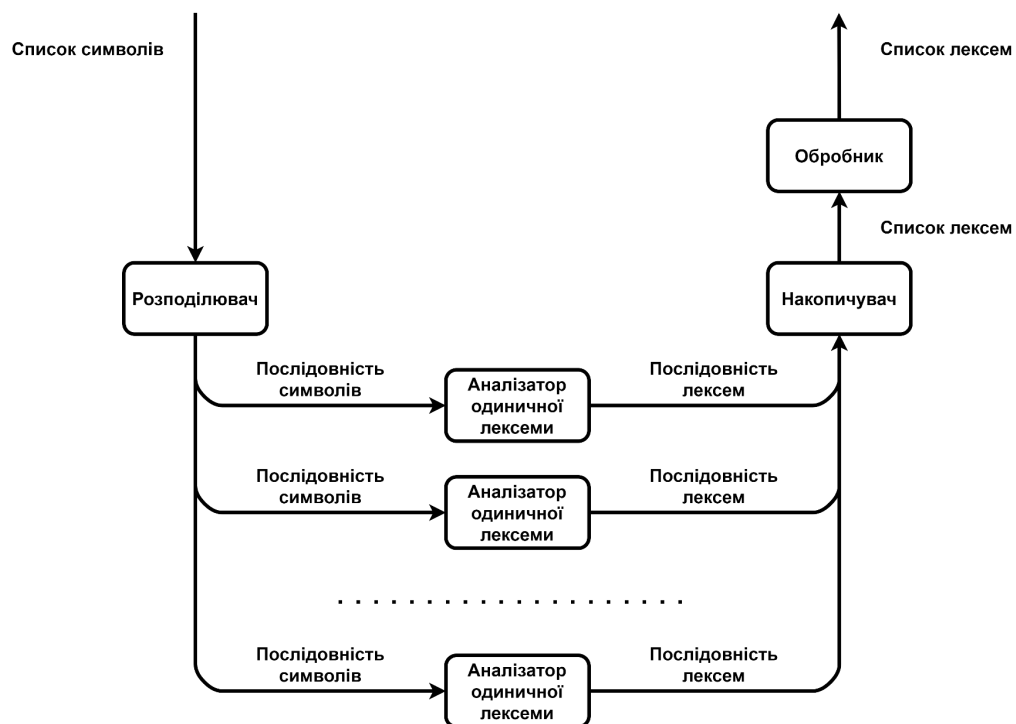 Список символів
Список лексем
Обробник
Список лексем
Розподілювач
Накопичувач
Послідовність
символів
Аналізатор
одиничної
лексеми
Послідовність
лексем
Послідовність
символів
Аналізатор
одиничної
лексеми
Послідовність
лексем
. . . . . . . . . . . . . . . . . . . .
Послідовність
символів
Аналізатор
одиничної
лексеми
Послідовність
лексем